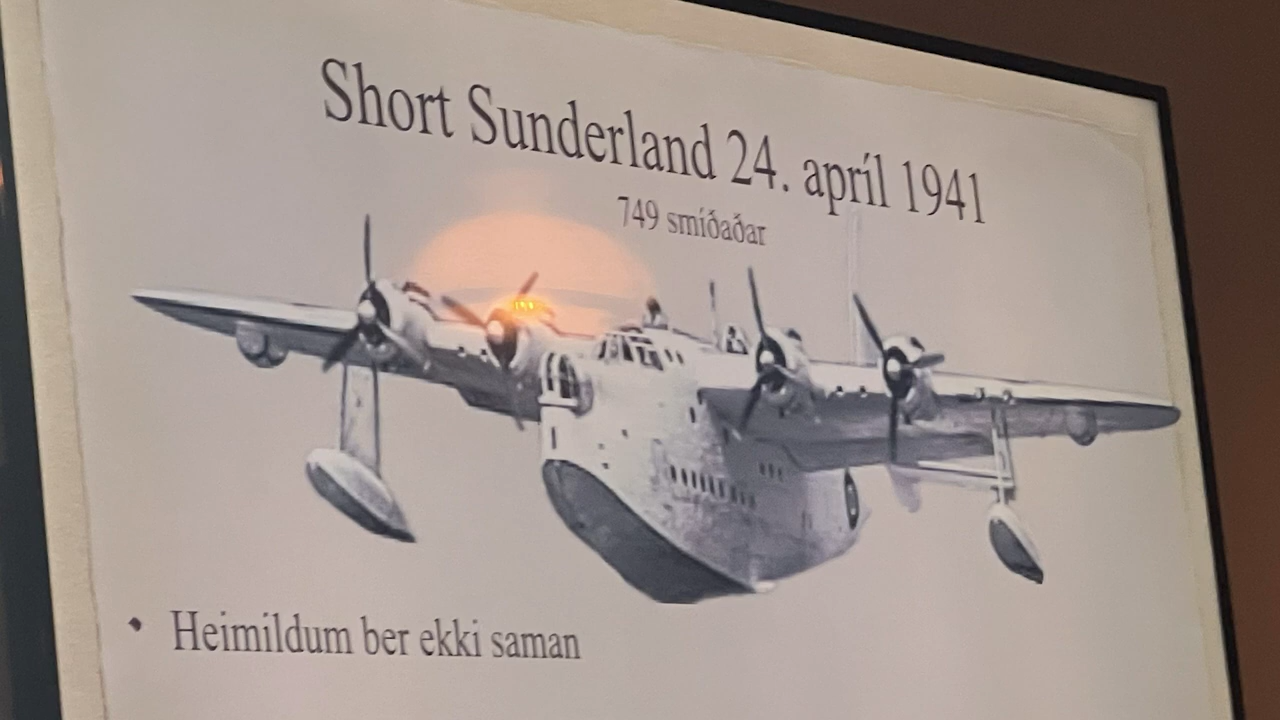 Short Sunderland 24. apríl 1941
749 smíðaðar
• Heimildum ber ekki saman